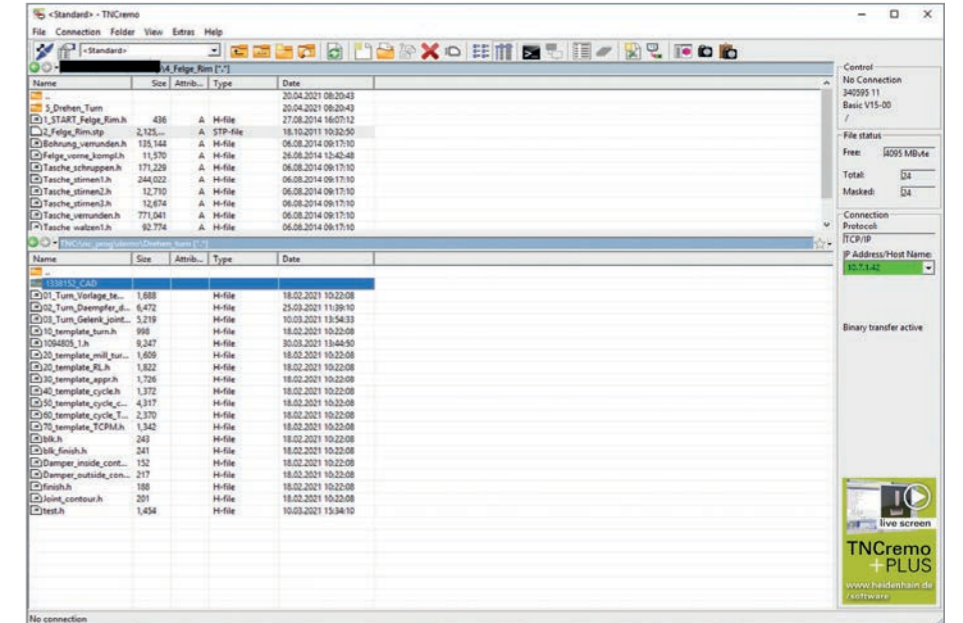 <Standard> - TNCremo
File Connection Folder View Extras Help
<Standard>
\4_Felge_Rim [*.*]
Name Size Attrib... Type Date
.. 20.04.2021 08:20:43
5_Drehen_Turn 20.04.2021 08:20:43
1_START_Felge_Rim.h 436 A H-file 27.08.2014 16:07:12
2_Felge_Rim.stp 2,125,... A STP-file 18.10.2011 10:32:50
Bohrung_verrunden.h 135,144 A H-file 06.08.2014 09:17:10
Felge_vorne_kompl.h 11,570 A H-file 26.08.2014 12:42:48
Tasche_schruppen.h 171,229 A H-file 06.08.2014 09:17:10
Tasche_stirnen1.h 244,022 A H-file 06.08.2014 09:17:10
Tasche_stirnen2.h 12,710 A H-file 06.08.2014 09:17:10
Tasche_stirnen3.h 12,674 A H-file 06.08.2014 09:17:10
Tasche_verrunden.h 771,041 A H-file 06.08.2014 09:17:10
Tasche walzen1.h 92.774 A H-file 06.08.2014 09:17:10
TNC:\nc_prog\demo\Drehen_turn [*.*]
Name Size Attrib... Type Date
..
1338152_CAD
01_Turn_Vorlage_te... 1,688 H-file 18.02.2021 10:22:08
02_Turn_Daempfer_d... 6,472 H-file 25.03.2021 11:39:10
03_Turn_Gelenk_joint... 5,219 H-file 10.03.2021 13:54:33
10_template_turn.h 998 H-file 18.02.2021 10:22:08
1094805_1.h 9,247 H-file 30.03.2021 13:44:50
20_template_mill_tur... 1,609 H-file 18.02.2021 10:22:08
20_template_RL.h 1,822 H-file 18.02.2021 10:22:08
30_template_appr.h 1,726 H-file 18.02.2021 10:22:08
40_template_cycle.h 1,372 H-file 18.02.2021 10:22:08
50_template_cycle_c... 4,317 H-file 18.02.2021 10:22:08
60_template_cycle_T... 2,370 H-file 18.02.2021 10:22:08
70_template_TCPM.h 1,342 H-file 18.02.2021 10:22:08
blk.h 243 H-file 18.02.2021 10:22:08
blk_finish.h 241 H-file 18.02.2021 10:22:08
Damper_inside_cont... 152 H-file 18.02.2021 10:22:08
Damper_outside_con... 217 H-file 18.02.2021 10:22:08
finish.h 188 H-file 18.02.2021 10:22:08
Joint_contour.h 201 H-file 18.02.2021 10:22:08
test.h 1,454 H-file 10.03.2021 15:34:10
Control
No Connection
340595 11
Basic V15-00
/
File status
Free: 4095 MByte
Total: 24
Masked: 24
Connection
Protocol:
TCP/IP
IP Address/Host Name:
10.7.1.42
Binary transfer active
live screen
TNCremo
+PLUS
www.heidenhain.de
/software
No connection